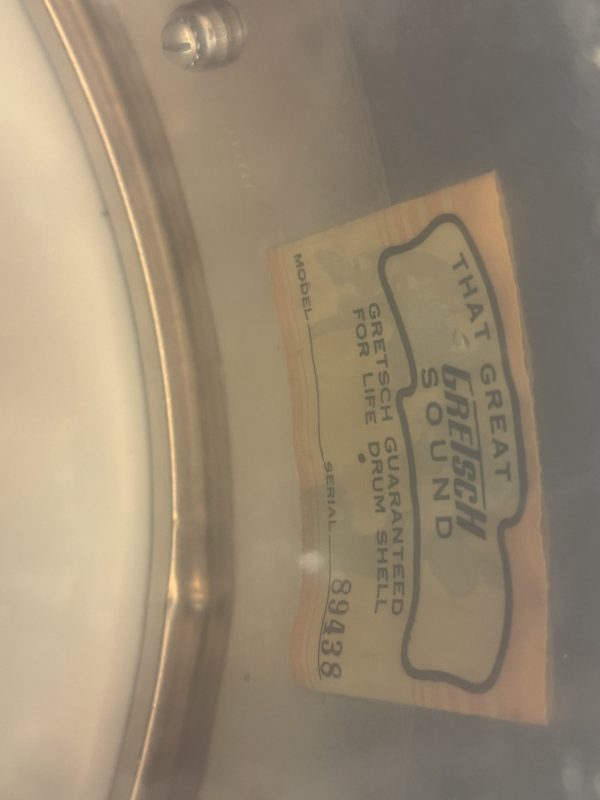 THAT GREAT
GRETSCH
SOUND
GRETSCH GUARANTEED
FOR LIFE DRUM SHELL
MODEL SERIAL 89438